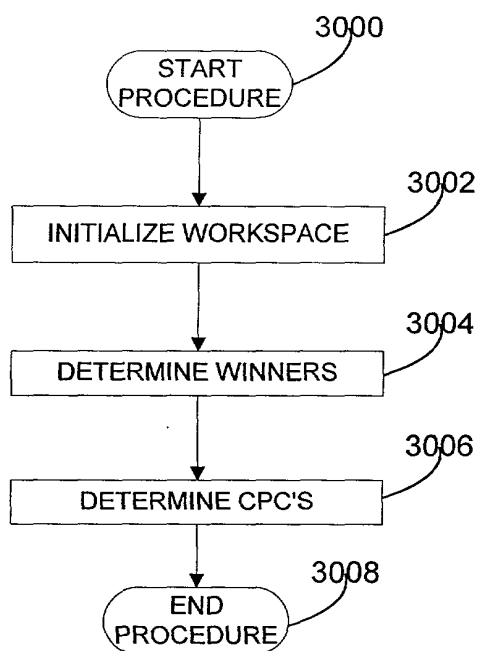 3000
START
PROCEDURE
3002
INITIALIZE WORKSPACE
3004
DETERMINE WINNERS
3006
DETERMINE CPC'S
3008
END
PROCEDURE